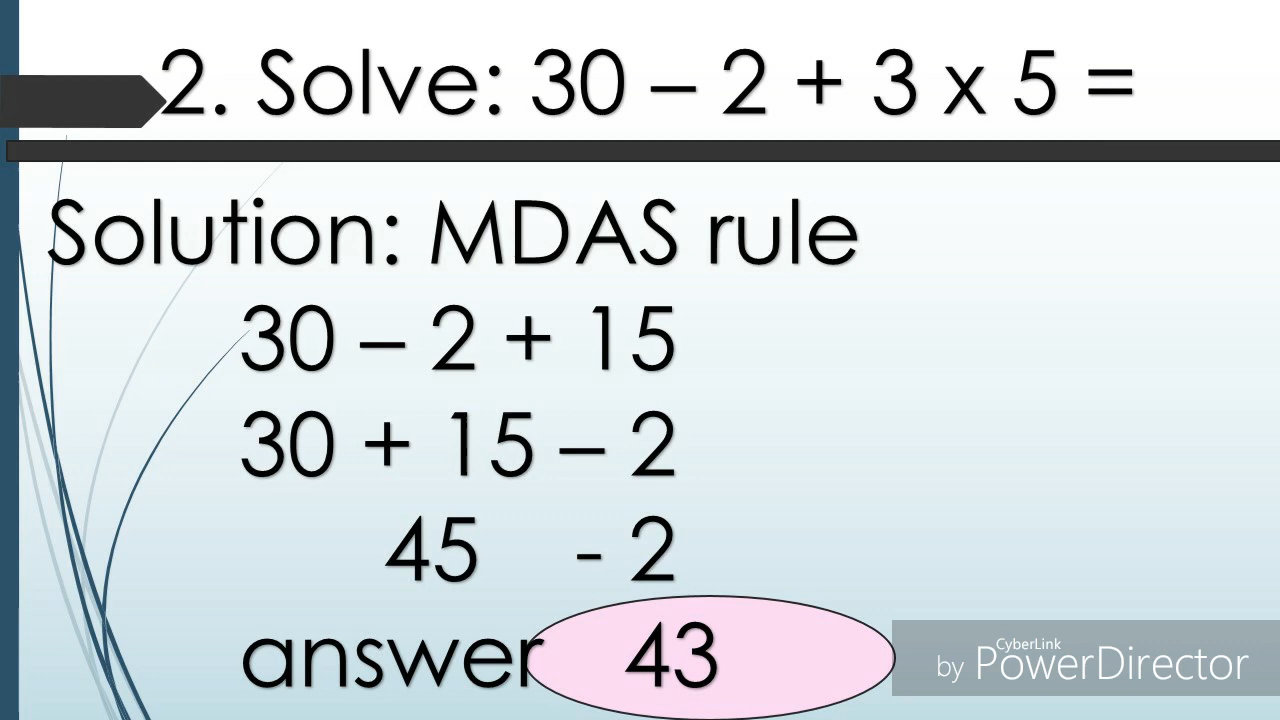 2. Solve: 30 – 2 + 3 x 5 =
Solution: MDAS rule
30 – 2 + 15
30 + 15 – 2
45 - 2
answer 43
CyberLink
by PowerDirector